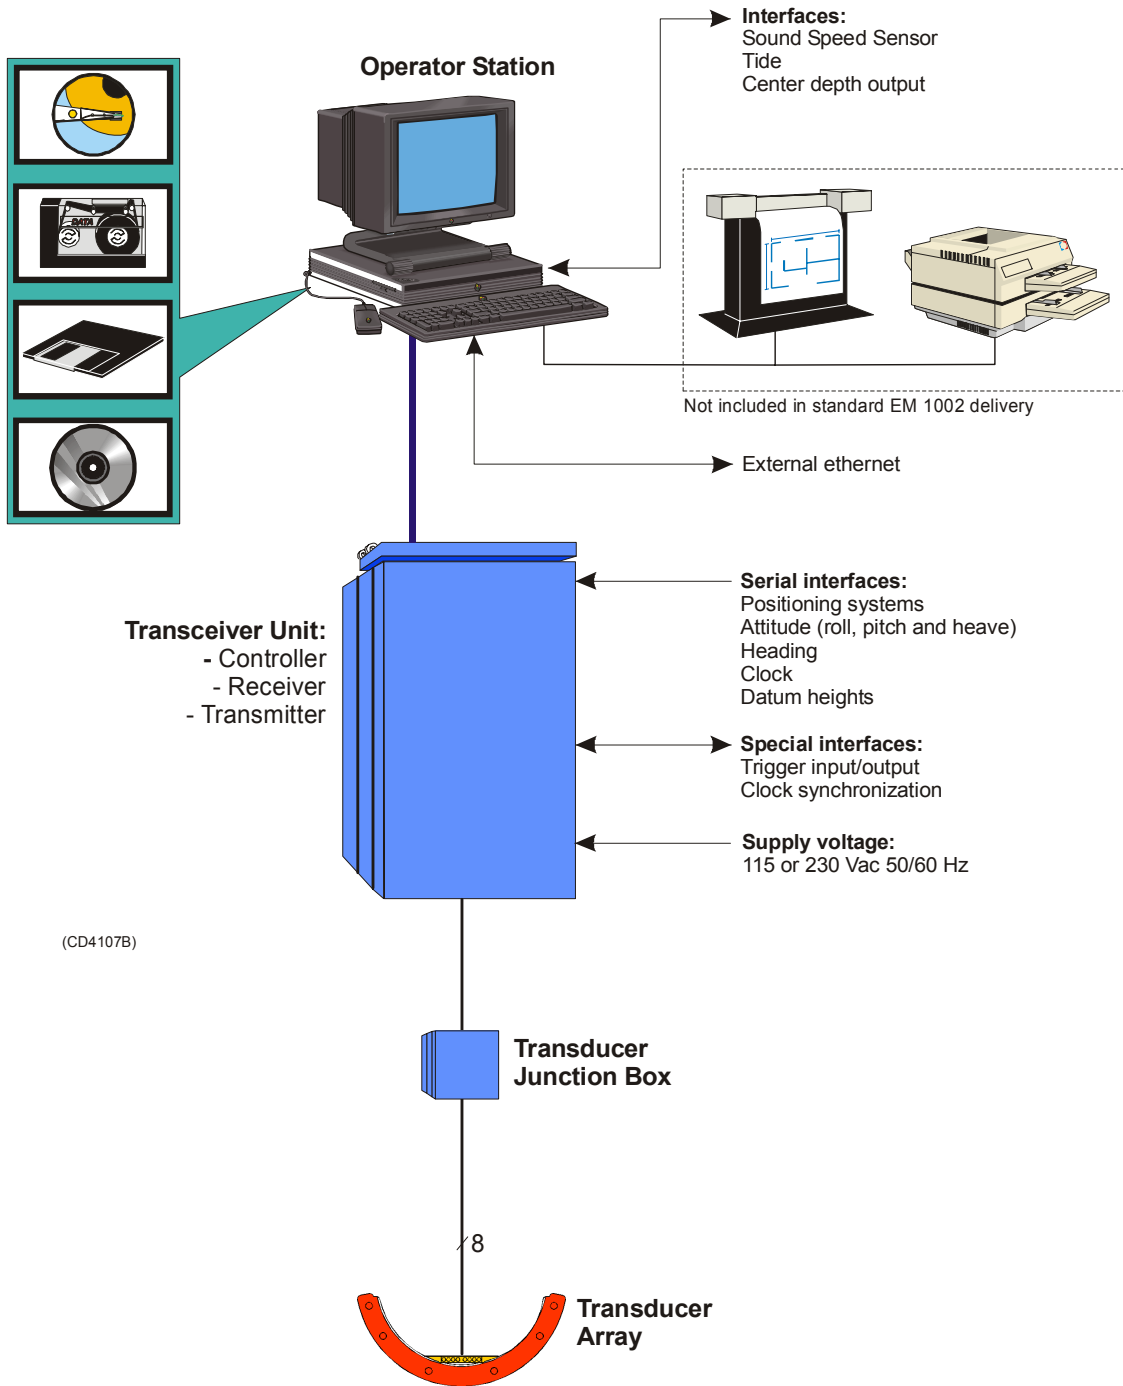 Interfaces:
Sound Speed Sensor
Tide
Center depth output
Operator Station
DATA
Not included in standard EM 1002 delivery
External ethernet
Transceiver Unit:
- Controller
- Receiver
- Transmitter
Serial interfaces:
Positioning systems
Attitude (roll, pitch and heave)
Heading
Clock
Datum heights
Special interfaces:
Trigger input/output
Clock synchronization
Supply voltage:
115 or 230 Vac 50/60 Hz
(CD4107B)
Transducer
Junction Box
8
Transducer
Array